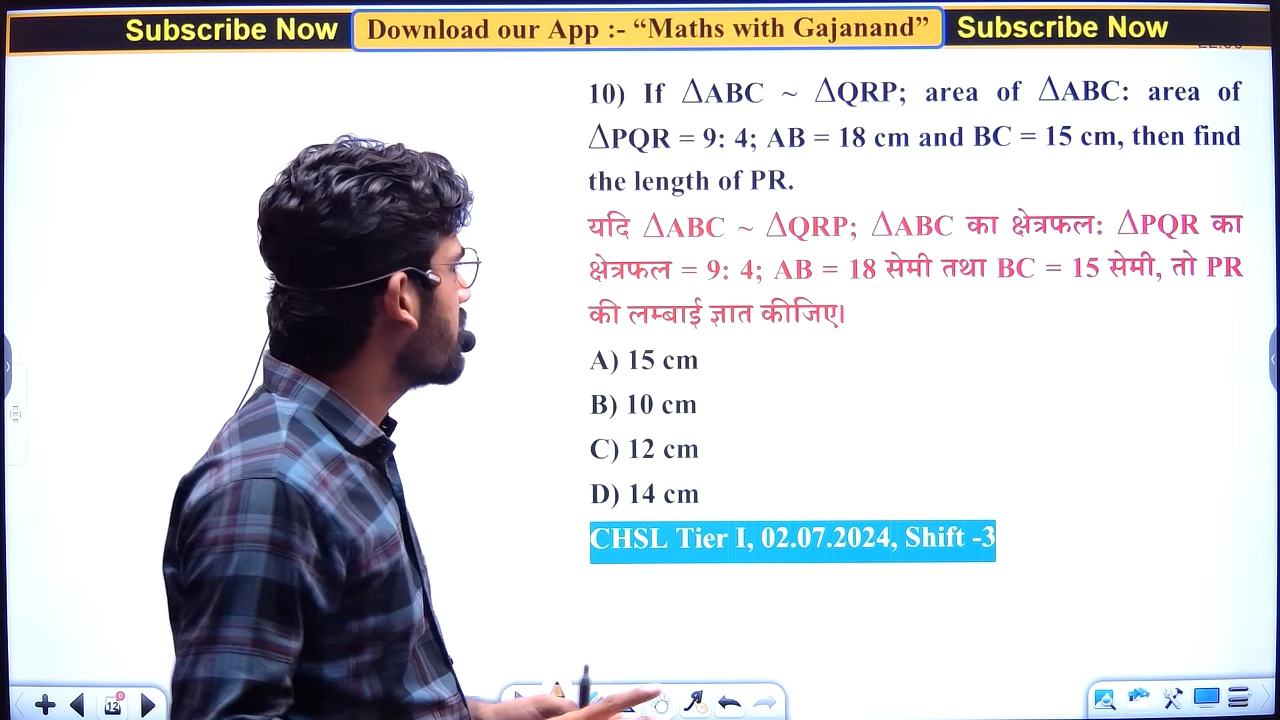 Subscribe Now Download our App :- “Maths with Gajanand” Subscribe Now
10) If ΔABC ~ ΔQRP; area of ΔABC: area of
ΔPQR = 9: 4; AB = 18 cm and BC = 15 cm, then find
the length of PR.
यदि ΔABC ~ ΔQRP; ΔABC का क्षेत्रफल: ΔPQR का
क्षेत्रफल = 9: 4; AB = 18 सेमी तथा BC = 15 सेमी, तो PR
की लम्बाई ज्ञात कीजिए।
A) 15 cm
B) 10 cm
C) 12 cm
D) 14 cm
CHSL Tier I, 02.07.2024, Shift -3
12
0